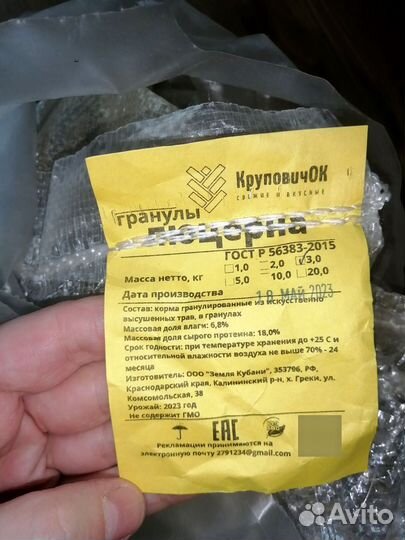 КруповичОК
СВЕЖИЕ И ВКУСНЫЕ
гранулы
люцерна
ГОСТ Р 56383-2015
Масса нетто, кг 1,0 2,0 3,0
5,0 10,0 20,0
Дата производства 18 МАЙ 2023
Состав: корма гранулированные из искусственно
высушенных трав, в гранулах
Массовая доля влаги: 6,8%
Массовая доля сырого протеина: 18,0%
Срок годности: при температуре хранения до +25 С и
относительной влажности воздуха не выше 70% - 24
месяца
Изготовитель: ООО "Земля Кубани", 353796, РФ,
Краснодарский край, Калининский р-н, х. Греки, ул.
Комсомольская, 38
Урожай: 2023 год
Не содержит ГМО
EAC
Рекламации принимаются на
электронную почту 2791234@gmail.com
Avito